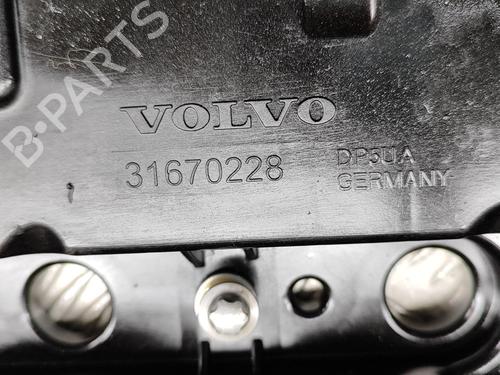 B-PARTS
VOLVO
31670228
DP5UA
GERMANY